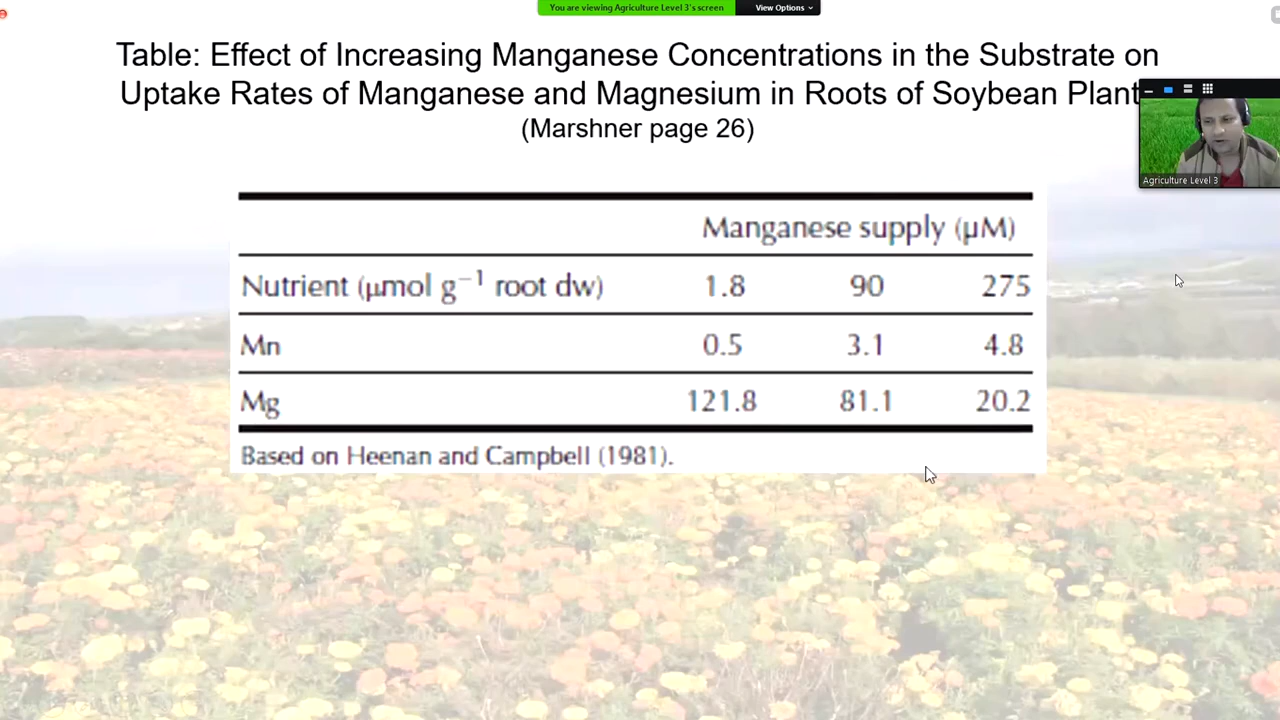 You are viewing Agriculture Level 3's screen
View Options
Table: Effect of Increasing Manganese Concentrations in the Substrate on
Uptake Rates of Manganese and Magnesium in Roots of Soybean Plant
(Marshner page 26)
Agriculture Level 3
Manganese supply (µM)
Nutrient (µmol g⁻¹ root dw) 1.8 90 275
Mn 0.5 3.1 4.8
Mg 121.8 81.1 20.2
Based on Heenan and Campbell (1981).